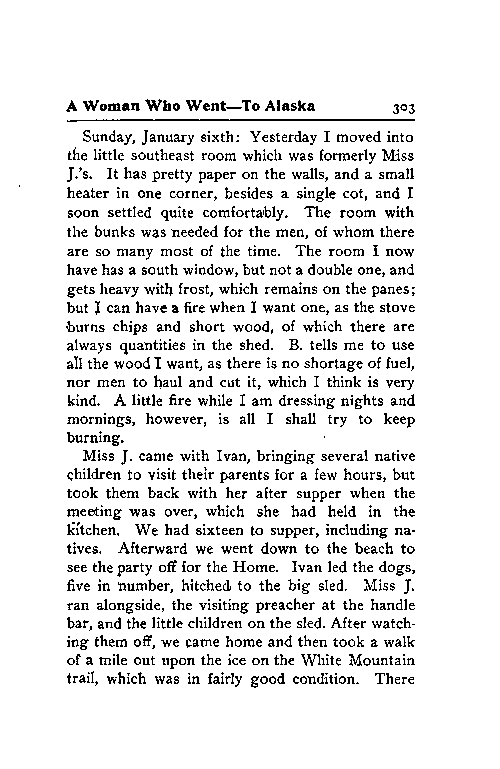 A Woman Who Went—To Alaska 303
Sunday, January sixth: Yesterday I moved into
the little southeast room which was formerly Miss
J.'s. It has pretty paper on the walls, and a small
heater in one corner, besides a single cot, and I
soon settled quite comfortably. The room with
the bunks was needed for the men, of whom there
are so many most of the time. The room I now
have has a south window, but not a double one, and
gets heavy with frost, which remains on the panes;
but I can have a fire when I want one, as the stove
burns chips and short wood, of which there are
always quantities in the shed. B. tells me to use
all the wood I want, as there is no shortage of fuel,
nor men to haul and cut it, which I think is very
kind. A little fire while I am dressing nights and
mornings, however, is all I shall try to keep
burning.
Miss J. came with Ivan, bringing several native
children to visit their parents for a few hours, but
took them back with her after supper when the
meeting was over, which she had held in the
kitchen. We had sixteen to supper, including na-
tives. Afterward we went down to the beach to
see the party off for the Home. Ivan led the dogs,
five in number, hitched to the big sled. Miss J.
ran alongside, the visiting preacher at the handle
bar, and the little children on the sled. After watch-
ing them off, we came home and then took a walk
of a mile out upon the ice on the White Mountain
trail, which was in fairly good condition. There